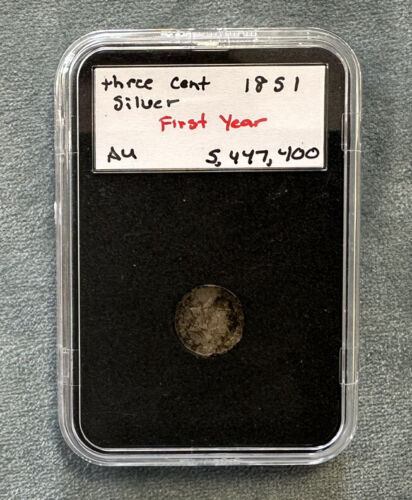 three cent 1851
Silver
First Year
AU 5,447,400